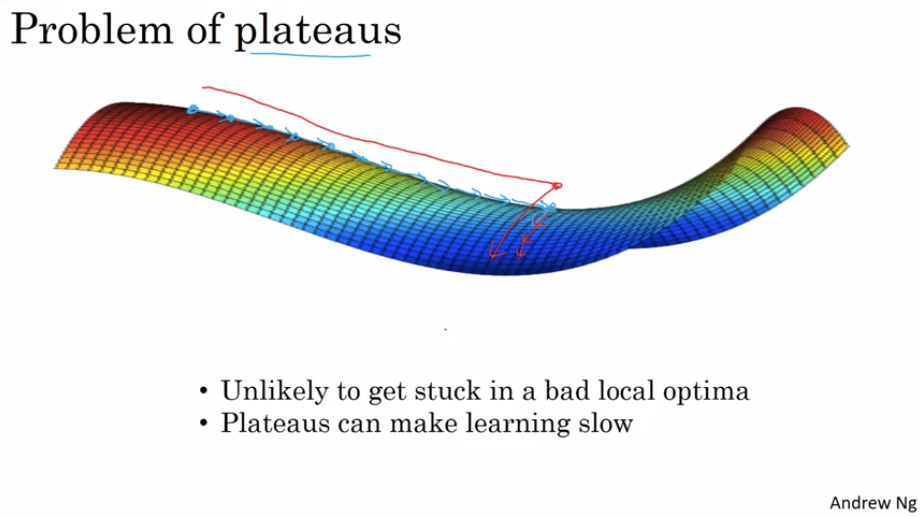 Problem of plateaus
• Unlikely to get stuck in a bad local optima
• Plateaus can make learning slow
Andrew Ng